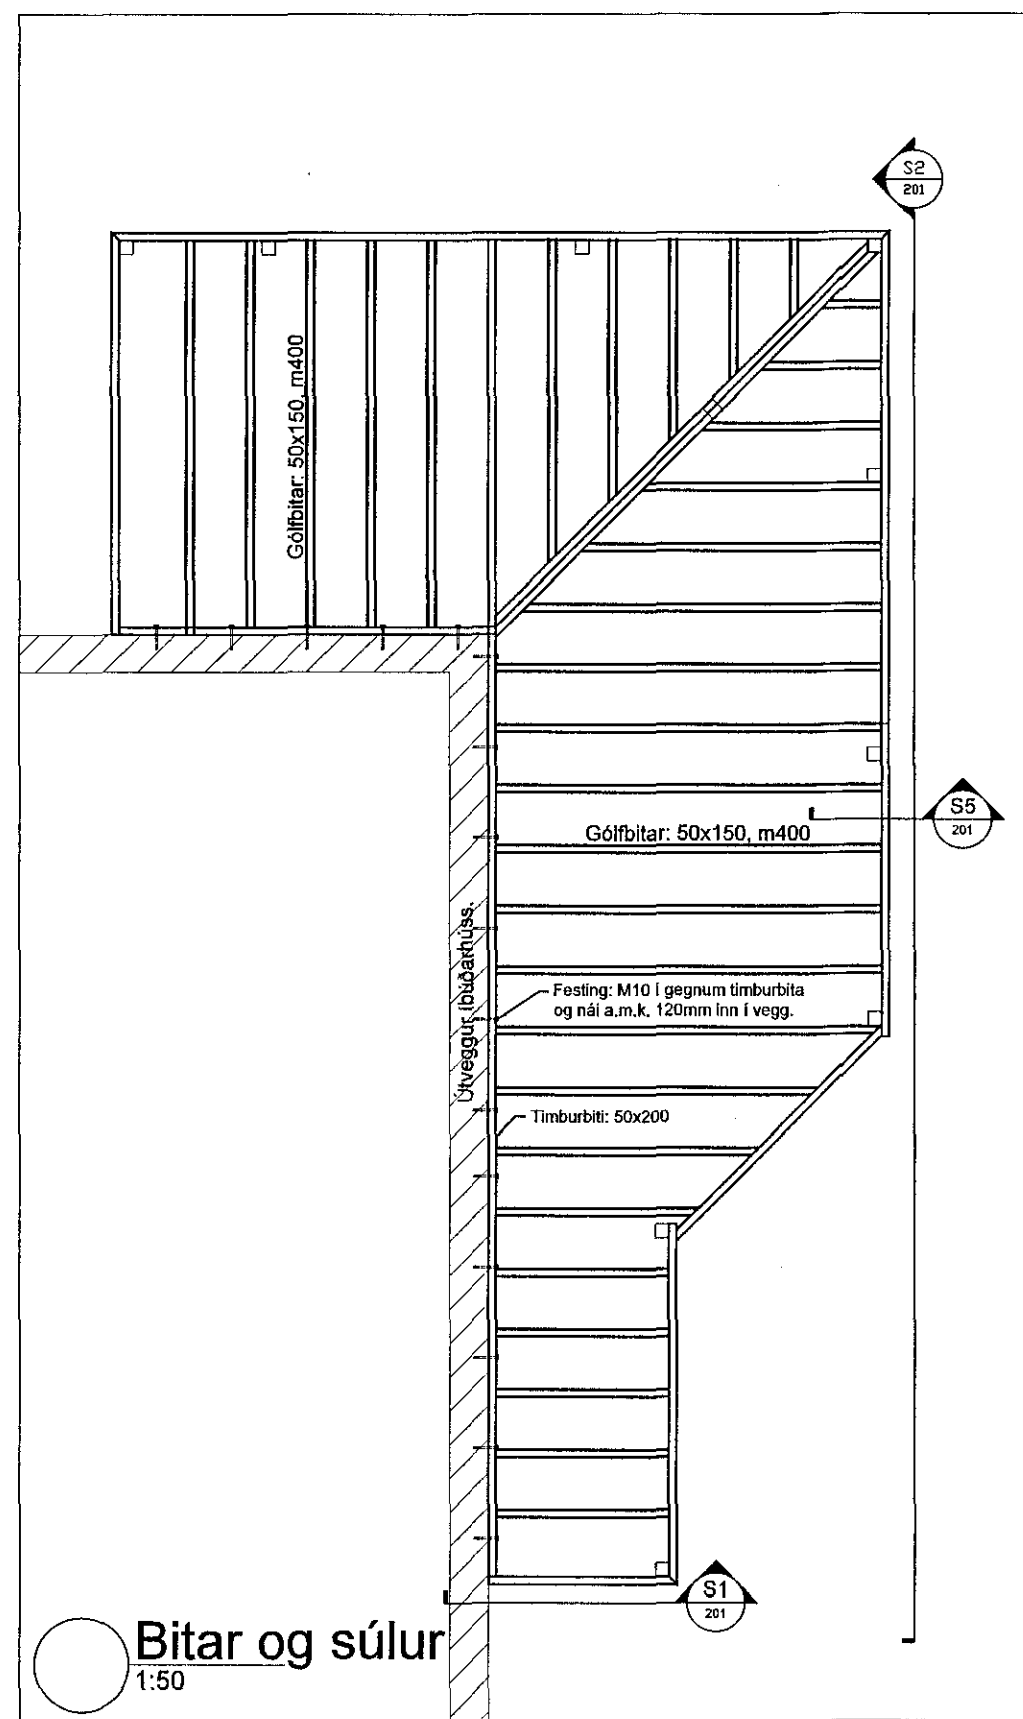 S2
201
Gólfbitar: 50x150, m400
S5
201
Gólfbitar: 50x150, m400
Útveggur íbúðarhúss.
Festing: M10 í gegnum timburbita
og nái a.m.k. 120mm inn í vegg.
Timburbiti: 50x200
S1
201
Bitar og súlur
1:50